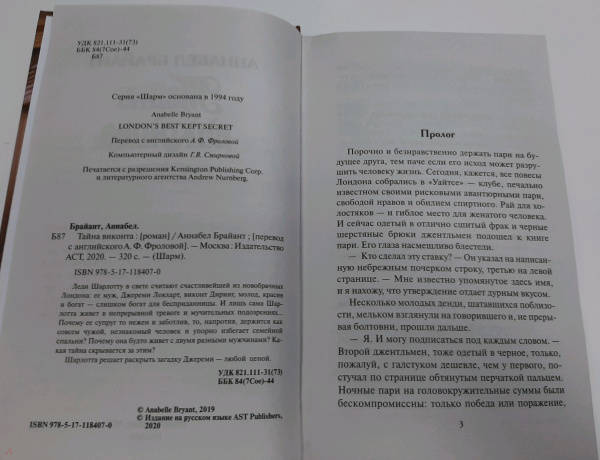 УДК 821.111-31(73)
ББК 84(7Сое)-44
Б87
Серия «Шарм» основана в 1994 году
Anabelle Bryant
LONDON'S BEST KEPT SECRET
Перевод с английского А. Ф. Фроловой
Компьютерный дизайн Г. В. Смирновой
Печатается с разрешения Kensington Publishing Corp.
и литературного агентства Andrew Nurnberg.
Брайант, Аннабел.
Б87 Тайна виконта : [роман] / Аннабел Брайант ; [перевод
с английского А. Ф. Фроловой]. — Москва : Издательство
АСТ, 2020. — 320 с. — (Шарм).
ISBN 978-5-17-118407-0
Леди Шарлотту в свете считают счастливейшей из новобрачных
Лондона: ее муж, Джереми Локхарт, виконт Диринг, молод, красив
и богат — слишком богат для бесприданницы. И лишь сама Шар-
лотта живет в непрерывной тревоге и мучительных подозрениях...
Почему ее супруг то нежен и заботлив, то, напротив, держится как
совсем чужой, незнакомый человек и упорно избегает семейной
спальни? Почему она будто живет с двумя разными мужчинами? Ка-
кая тайна скрывается за этим?
Шарлотта решает раскрыть загадку Джереми — любой ценой.
УДК 821.111-31(73)
ББК 84(7Сое)-44
© Anabelle Bryant, 2019
© Издание на русском языке AST Publishers,
2020
ISBN 978-5-17-118407-0
Пролог
Порочно и безнравственно держать пари на бу-
дущее друга, тем паче если его исход может разру-
шить человеку жизнь. Сегодня, кажется, все повесы
Лондона собрались в «Уайтсе» — клубе, печально
известном своими рисковыми джентльменскими пари,
свободой нравов и обилием спиртного. Рай для хо-
лостяков — и гиблое место для женатого человека.
И сейчас одетый в отлично сшитый фрак и черные
шерстяные брюки джентльмен подошел к книге
пари. Его глаза насмешливо блестели.
— Кто сделал эту ставку? — Он указал на написан-
ную небрежным почерком строку, третью на левой
странице. — Мне известно упомянутое здесь имя,
и я нахожу, что утверждение отдает дурным вкусом.
Несколько молодых денди, шатавшихся поблизо-
сти, мельком взглянули на говорившего и, не преры-
вая болтовни, прошли дальше.
— Я. И могу подписаться под каждым словом. —
Второй джентльмен, тоже одетый в черное, только,
пожалуй, с галстуком дешевле, чем у первого, по-
стучал по странице обтянутым перчаткой пальцем.
Ночные пари на головокружительные суммы были
бескомпромиссны: только победа или поражение,
3